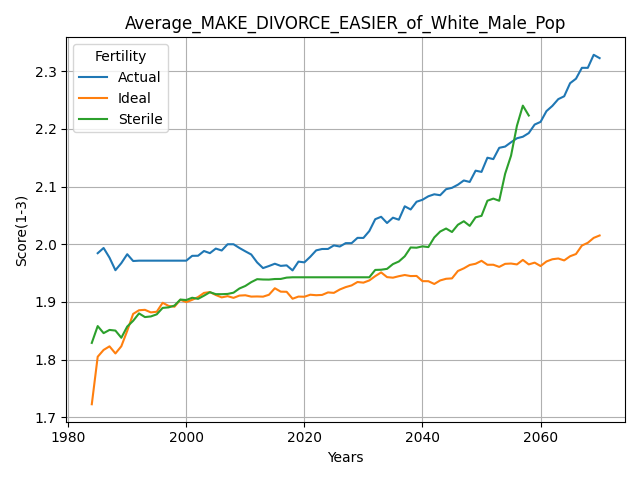 Average_MAKE_DIVORCE_EASIER_of_White_Male_Pop
Fertility
Actual
Ideal
Sterile
Score(1-3)
2.3
2.2
2.1
2.0
1.9
1.8
1.7
1980
2000
2020
2040
2060
Years